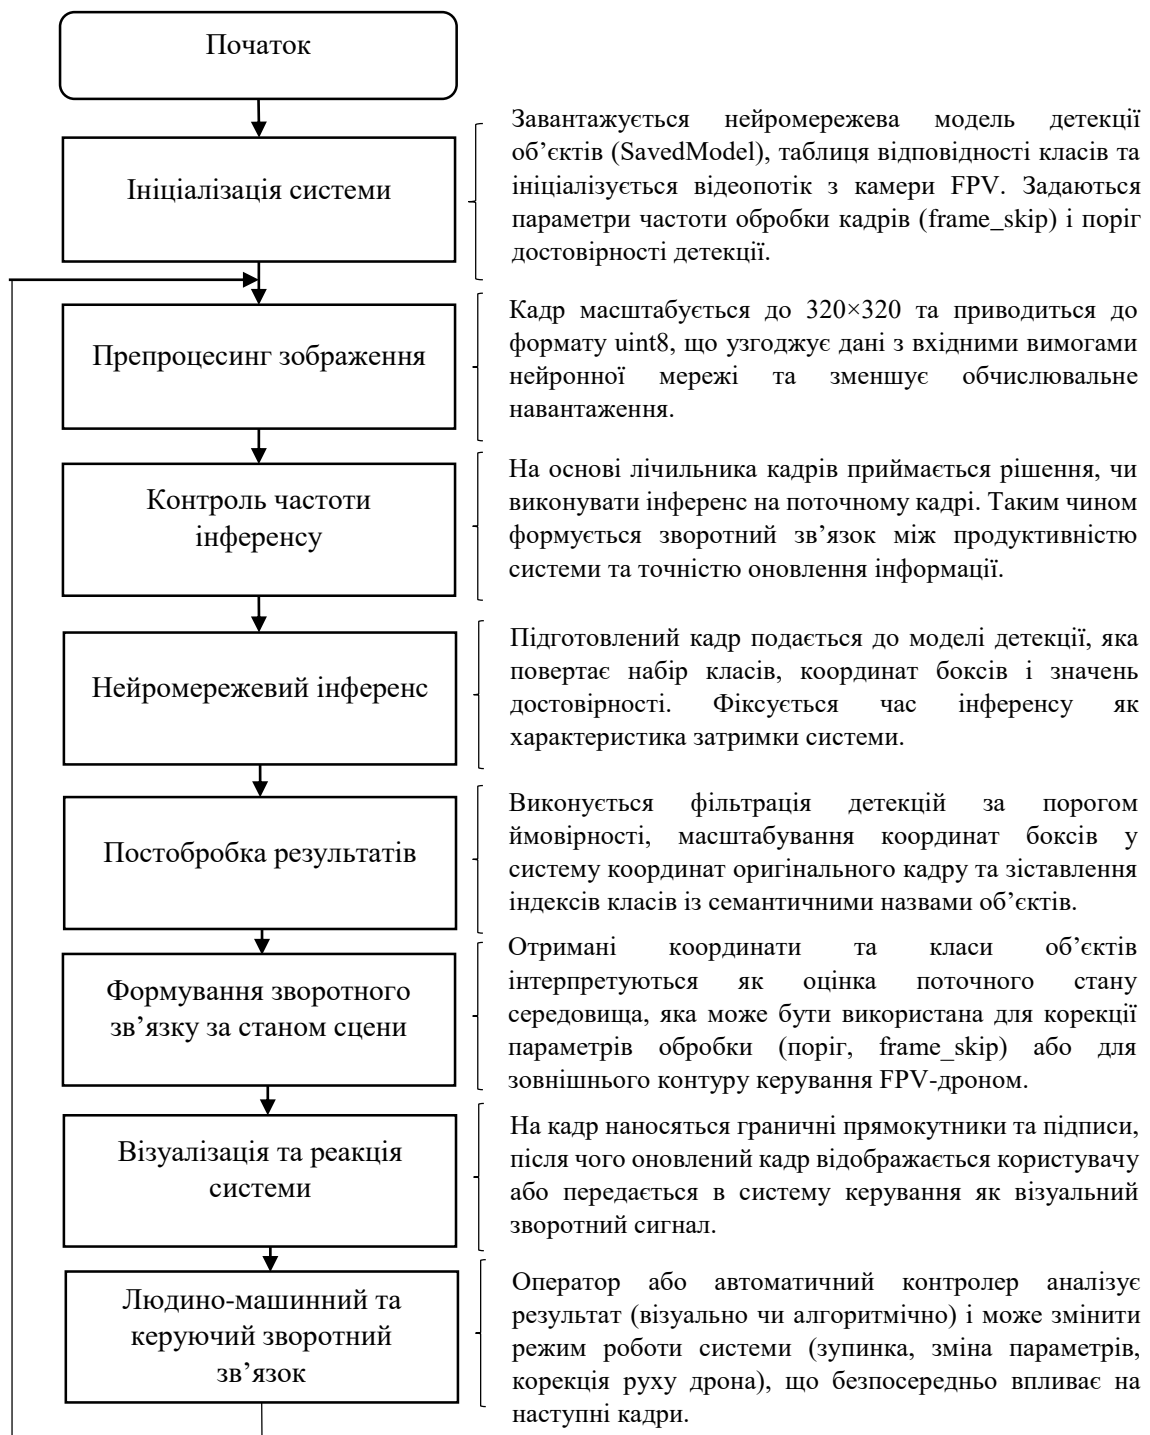 Початок
Ініціалізація системи
Завантажується нейромережева модель детекції
об’єктів (SavedModel), таблиця відповідності класів та
ініціалізується відеопотік з камери FPV. Задаються
параметри частоти обробки кадрів (frame_skip) і поріг
достовірності детекції.
Препроцесинг зображення
Кадр масштабується до 320×320 та приводиться до
формату uint8, що узгоджує дані з вхідними вимогами
нейронної мережі та зменшує обчислювальне
навантаження.
Контроль частоти
інференсу
На основі лічильника кадрів приймається рішення, чи
виконувати інференс на поточному кадрі. Таким чином
формується зворотний зв’язок між продуктивністю
системи та точністю оновлення інформації.
Нейромережевий інференс
Підготовлений кадр подається до моделі детекції, яка
повертає набір класів, координат боксів і значень
достовірності. Фіксується час інференсу як
характеристика затримки системи.
Постобробка результатів
Виконується фільтрація детекцій за порогом
ймовірності, масштабування координат боксів у
систему координат оригінального кадру та зіставлення
індексів класів із семантичними назвами об’єктів.
Формування зворотного
зв’язку за станом сцени
Отримані координати та класи об’єктів
інтерпретуються як оцінка поточного стану
середовища, яка може бути використана для корекції
параметрів обробки (поріг, frame_skip) або для
зовнішнього контуру керування FPV-дроном.
Візуалізація та реакція
системи
На кадр наносяться граничні прямокутники та підписи,
після чого оновлений кадр відображається користувачу
або передається в систему керування як візуальний
зворотний сигнал.
Людино-машинний та
керуючий зворотний
зв’язок
Оператор або автоматичний контролер аналізує
результат (візуально чи алгоритмічно) і може змінити
режим роботи системи (зупинка, зміна параметрів,
корекція руху дрона), що безпосередньо впливає на
наступні кадри.